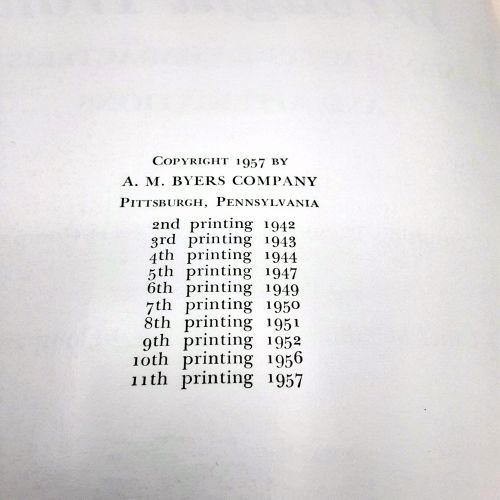 COPYRIGHT 1957 BY
A. M. BYERS COMPANY
PITTSBURGH, PENNSYLVANIA
2nd printing 1942
3rd printing 1943
4th printing 1944
5th printing 1947
6th printing 1949
7th printing 1950
8th printing 1951
9th printing 1952
10th printing 1956
11th printing 1957